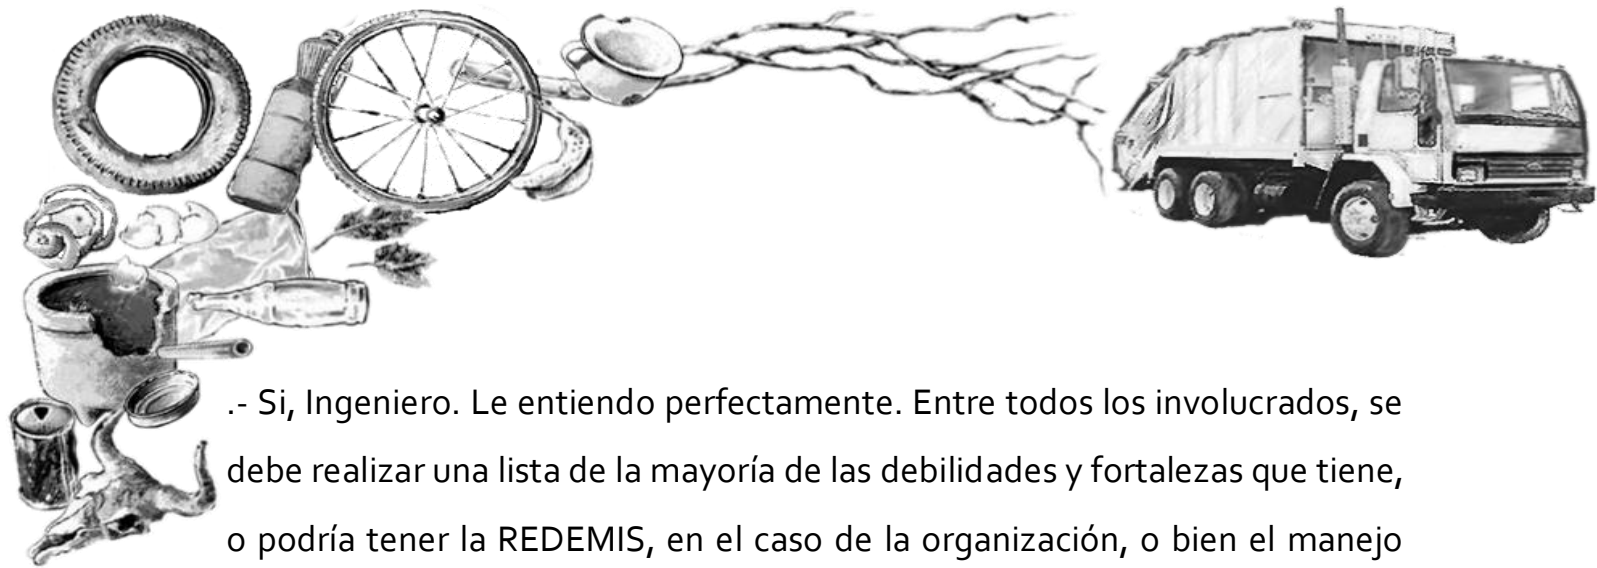 .- Si, Ingeniero. Le entiendo perfectamente. Entre todos los involucrados, se
debe realizar una lista de la mayoría de las debilidades y fortalezas que tiene,
o podría tener la REDEMIS, en el caso de la organización, o bien el manejo